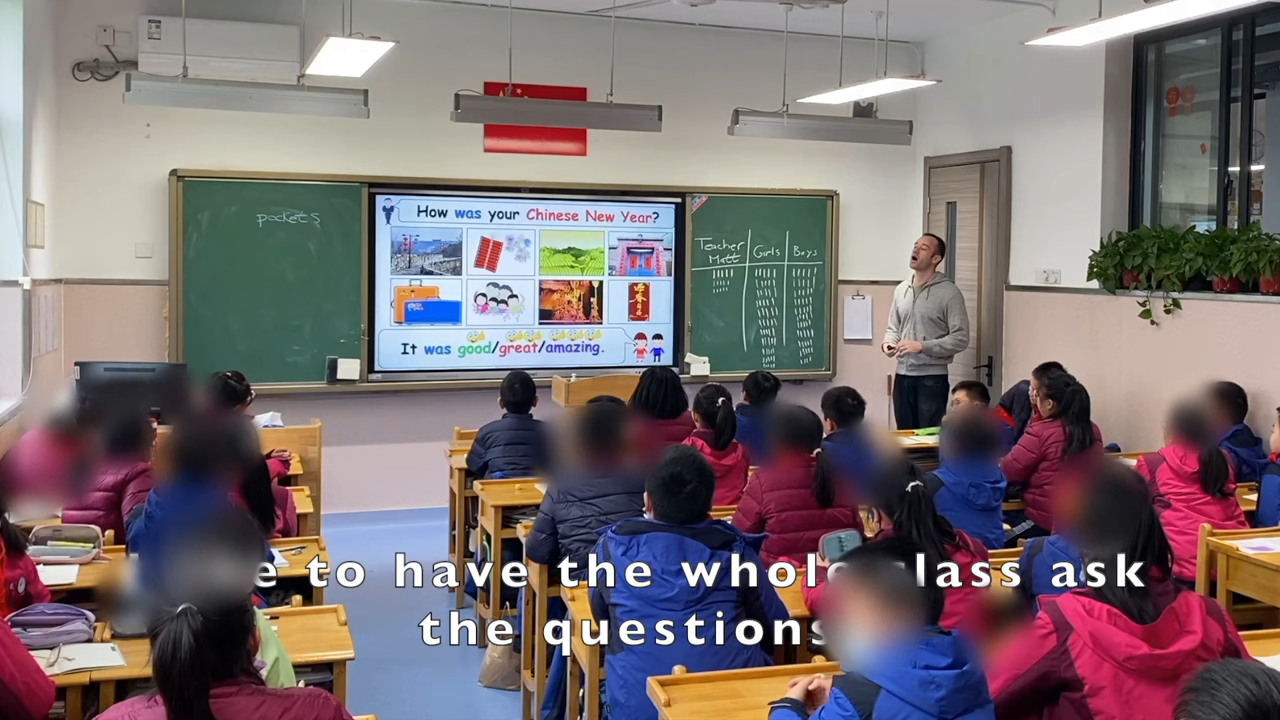 pockets
How was your Chinese New Year?
It was good/great/amazing.
Teacher Girls Boys
Matt
to have the whole class ask
the questions